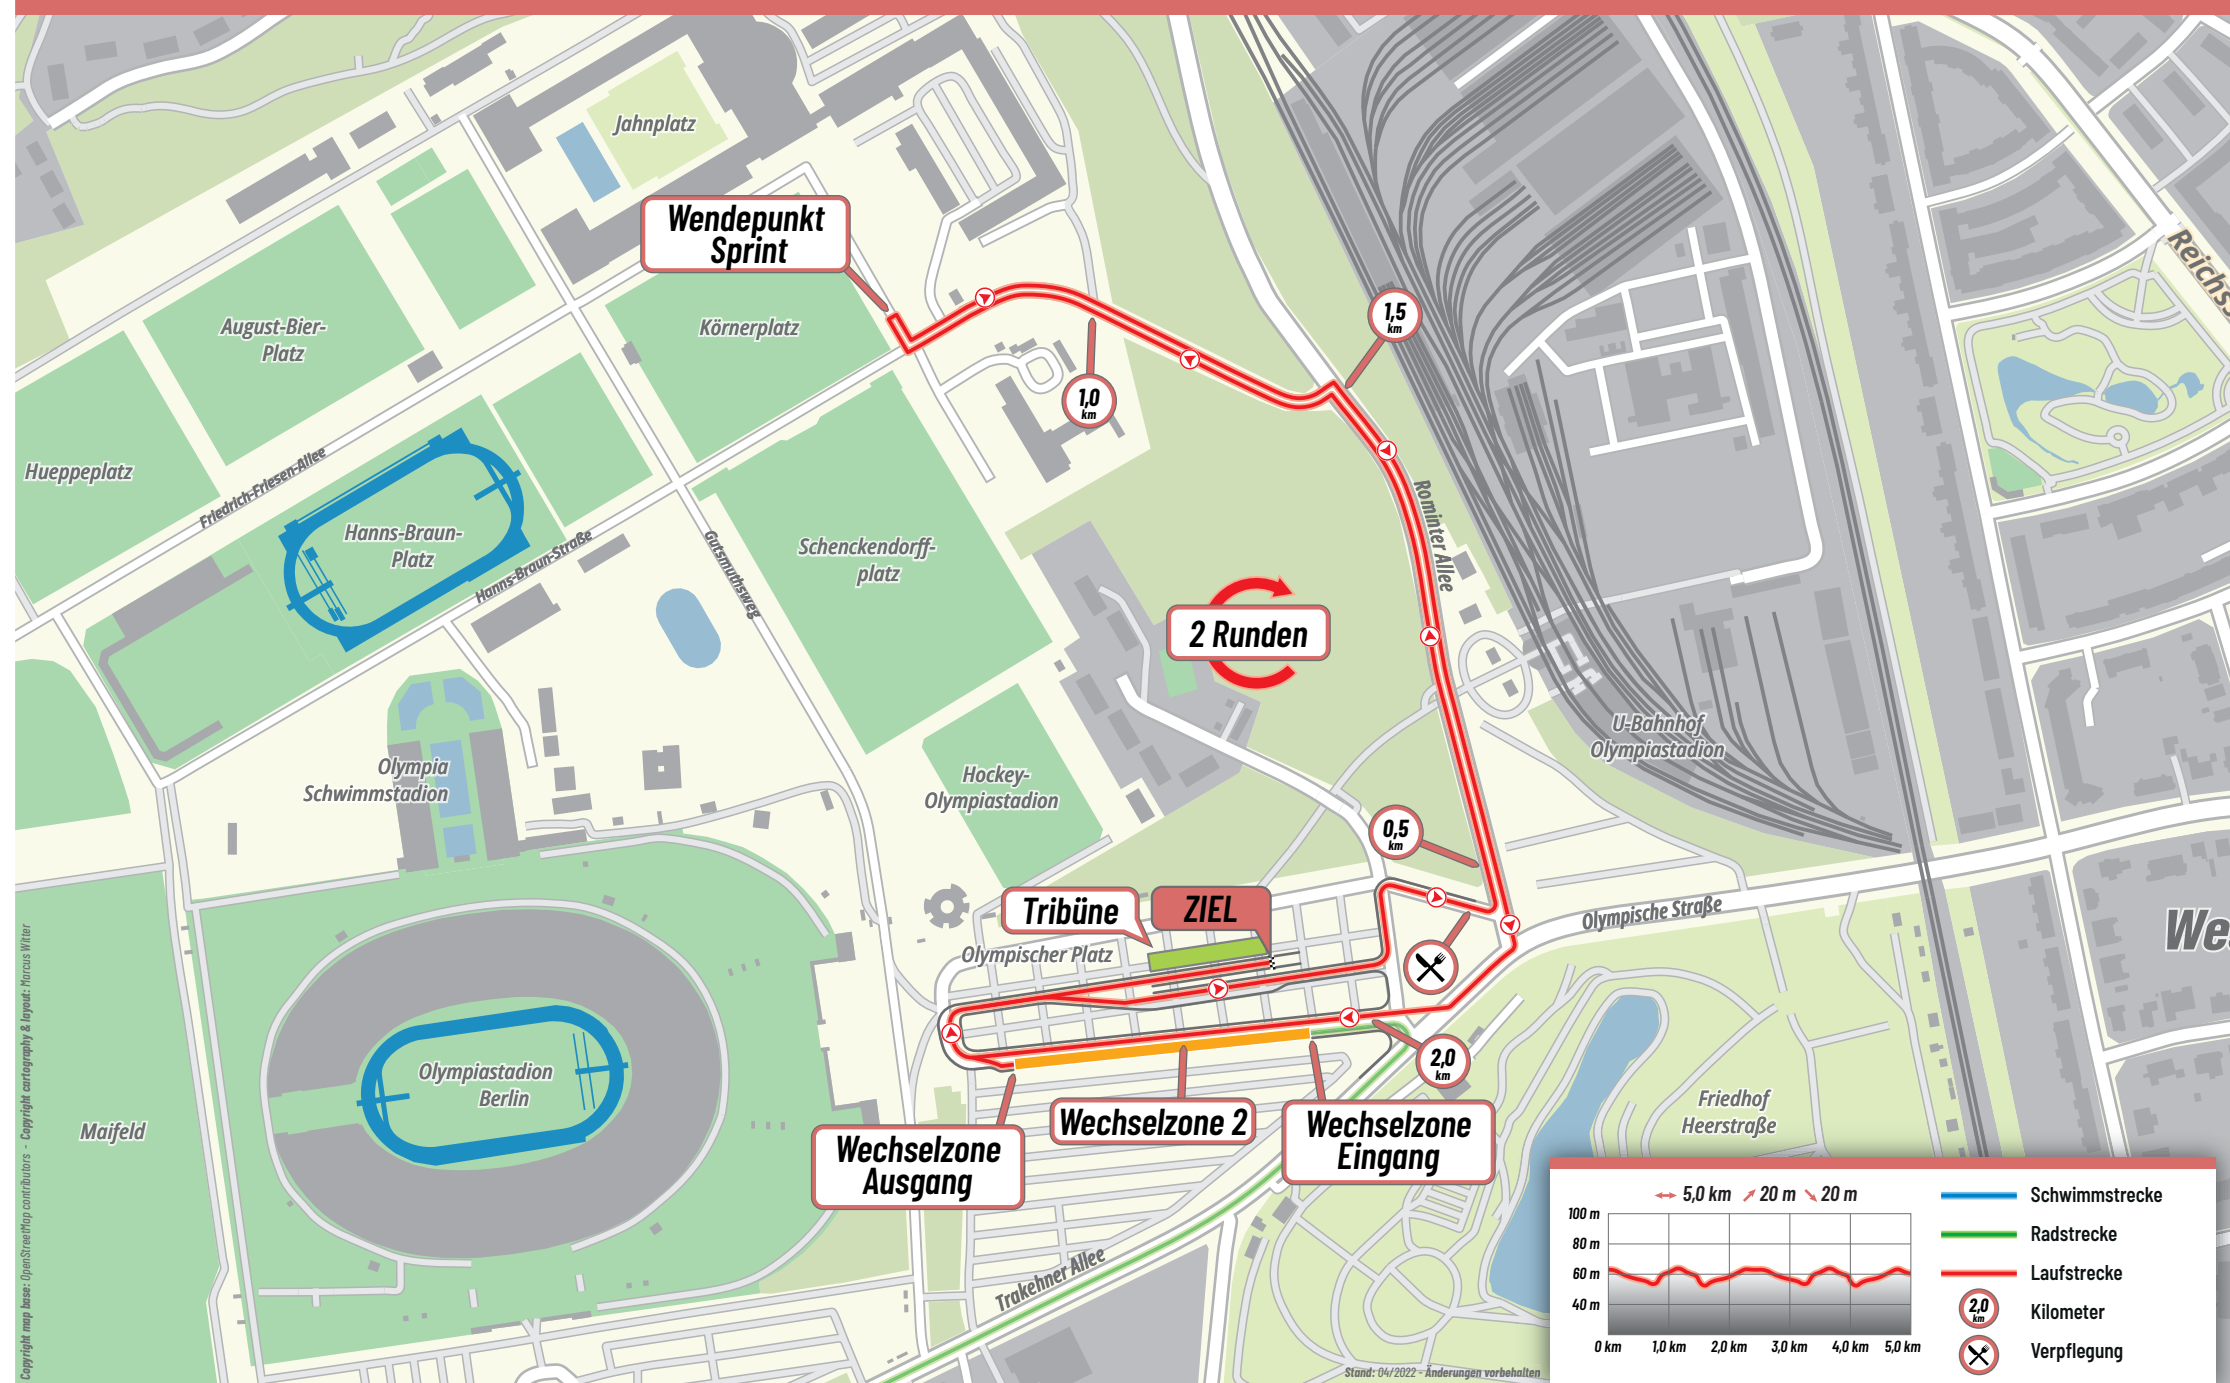 Jahnplatz
Wendepunkt
Sprint
August-Bier-
Platz
Körnerplatz
1,5
km
1,0
km
Reichs
Hueppeplatz
Friedrich-Friesen-Allee
Hanns-Braun-
Platz
Hanns-Braun-Straße
Gutsmuthsweg
Schenckendorff-
platz
Rominter Allee
2 Runden
U-Bahnhof
Olympiastadion
Olympia
Schwimmstadion
Hockey-
Olympiastadion
0,5
km
Tribüne
ZIEL
Olympische Straße
Olympischer Platz
We
2,0
km
Olympiastadion
Berlin
Maifeld
Wechselzone
Ausgang
Wechselzone 2
Wechselzone
Eingang
Friedhof
Heerstraße
Trakehner Allee
5,0 km 20 m 20 m
100 m
80 m
60 m
40 m
0 km 1,0 km 2,0 km 3,0 km 4,0 km 5,0 km
Schwimmstrecke
Radstrecke
Laufstrecke
2,0
km
Kilometer
Verpflegung
Stand: 04/2022 - Änderungen vorbehalten
Copyright map base: OpenStreetMap contributors - Copyright cartography & layout: Marcus Witter